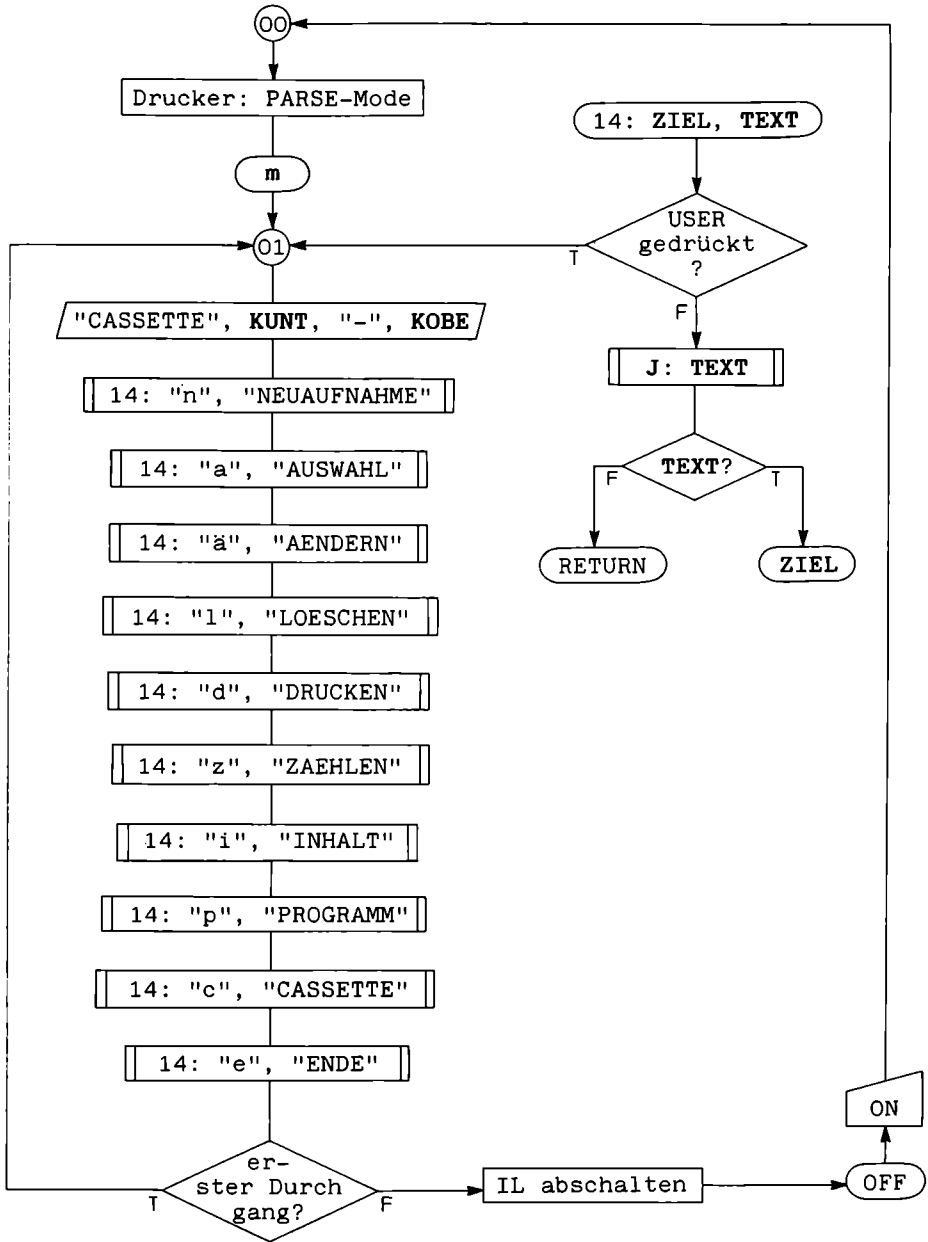 00
Drucker: PARSE-Mode
m
01
"CASSETTE", KUNT, "-", KOBE
14: "n", "NEUAUFNAHME"
14: "a", "AUSWAHL"
14: "ä", "AENDERN"
14: "l", "LOESCHEN"
14: "d", "DRUCKEN"
14: "z", "ZAEHLEN"
14: "i", "INHALT"
14: "p", "PROGRAMM"
14: "c", "CASSETTE"
14: "e", "ENDE"
er-
ster Durch
gang?
T
F
IL abschalten
OFF
ON
14: ZIEL, TEXT
USER
gedrückt
?
T
F
J: TEXT
TEXT?
F
T
RETURN
ZIEL